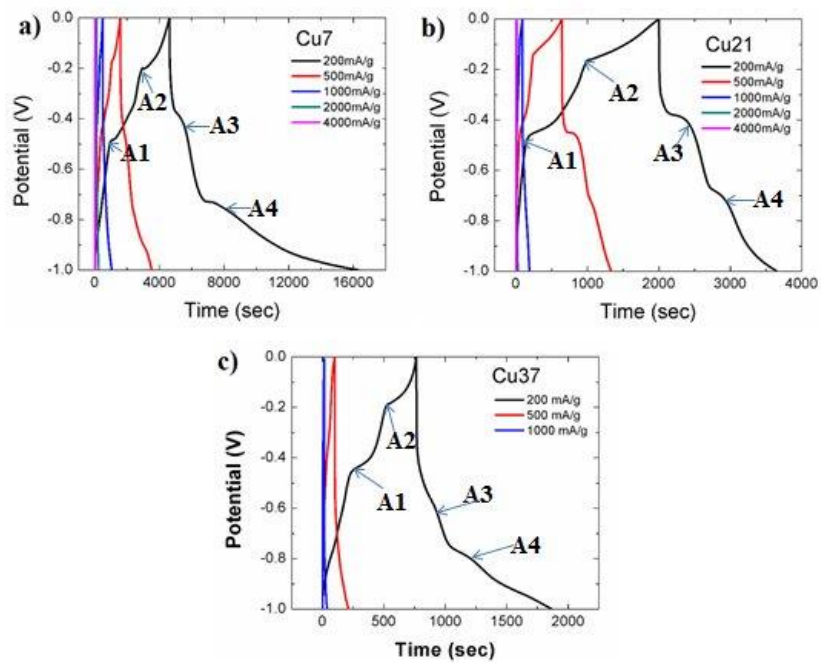 a)
Cu7
200mA/g
500mA/g
1000mA/g
2000mA/g
4000mA/g
A1
A2
A3
A4
Potential (V)
0.0
-0.2
-0.4
-0.6
-0.8
-1.0
0 4000 8000 12000 16000
Time (sec)
b)
Cu21
200mA/g
500mA/g
1000mA/g
2000mA/g
4000mA/g
A1
A2
A3
A4
Potential (V)
0.0
-0.2
-0.4
-0.6
-0.8
-1.0
0 1000 2000 3000 4000
Time (sec)
c)
Cu37
200 mA/g
500 mA/g
1000 mA/g
A1
A2
A3
A4
Potential (V)
0.0
-0.2
-0.4
-0.6
-0.8
-1.0
0 500 1000 1500 2000
Time (sec)